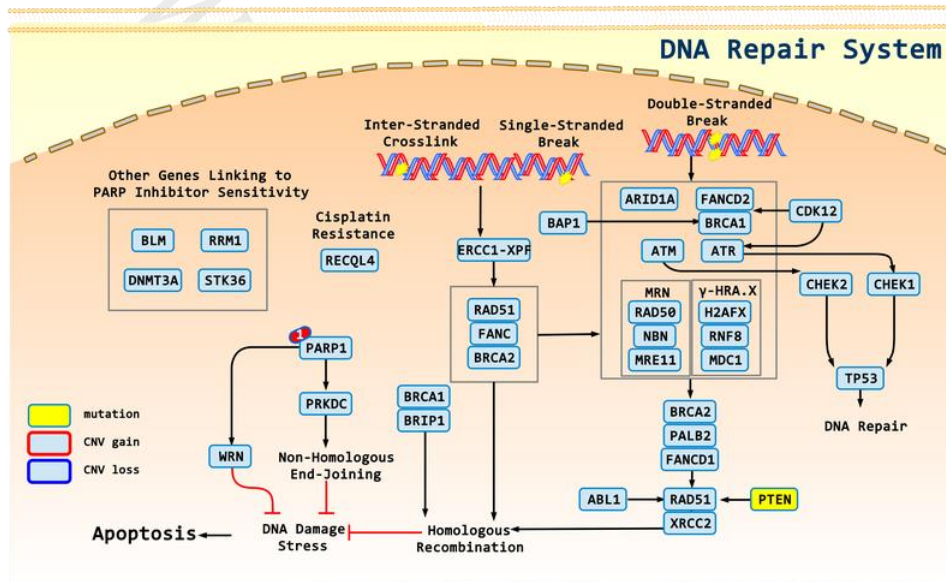 DNA Repair System
Double-Stranded
Break
Inter-Stranded
Crosslink
Single-Stranded
Break
Other Genes Linking to
PARP Inhibitor Sensitivity
BLM
RRM1
DNMT3A
STK36
Cisplatin
Resistance
RECQL4
ERCC1-XPF
BAP1
ARID1A
FANCD2
BRCA1
CDK12
ATM
ATR
CHEK2
CHEK1
RAD51
FANC
BRCA2
MRN
RAD50
NBN
MRE11
γ-HRA.X
H2AFX
RNF8
MDC1
TP53
DNA Repair
1
PARP1
PRKDC
WRN
Non-Homologous
End-Joining
BRCA1
BRIP1
BRCA2
PALB2
FANCD1
ABL1
RAD51
PTEN
XRCC2
mutation
CNV gain
CNV loss
Apoptosis
DNA Damage
Stress
Homologous
Recombination